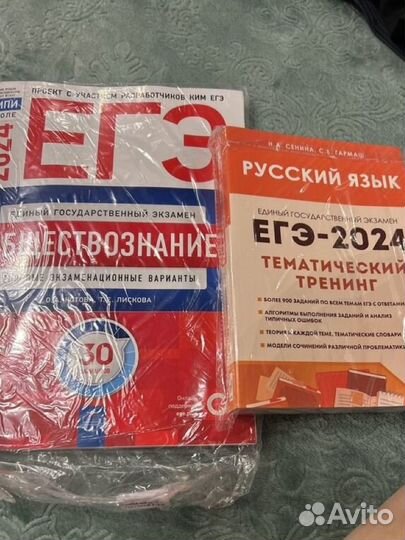 ПРОЕКТ С УЧАСТИЕМ РАЗРАБОТЧИКОВ КИМ ЕГЭ
2024
ЕГЭ
ЕДИНЫЙ ГОСУДАРСТВЕННЫЙ ЭКЗАМЕН
БЩЕСТВОЗНАНИЕ
ЭКЗАМЕНАЦИОННЫЕ ВАРИАНТЫ
Т.Е. ЛИСКОВА
30
Н.А. СЕНИНА, С.В. ГАРМАШ
РУССКИЙ ЯЗЫК
ЕДИНЫЙ ГОСУДАРСТВЕННЫЙ ЭКЗАМЕН
ЕГЭ-2024
ТЕМАТИЧЕСКИЙ
ТРЕНИНГ
БОЛЕЕ 900 ЗАДАНИЙ ПО ВСЕМ ТЕМАМ ЕГЭ С ОТВЕТАМИ
АЛГОРИТМЫ ВЫПОЛНЕНИЯ ЗАДАНИЙ И АНАЛИЗ
ТИПИЧНЫХ ОШИБОК
ТЕОРИЯ К КАЖДОЙ ТЕМЕ, ТЕМАТИЧЕСКИЕ СЛОВАРИ
МОДЕЛИ СОЧИНЕНИЙ РАЗЛИЧНОЙ ПРОБЛЕМАТИКИ
Avito